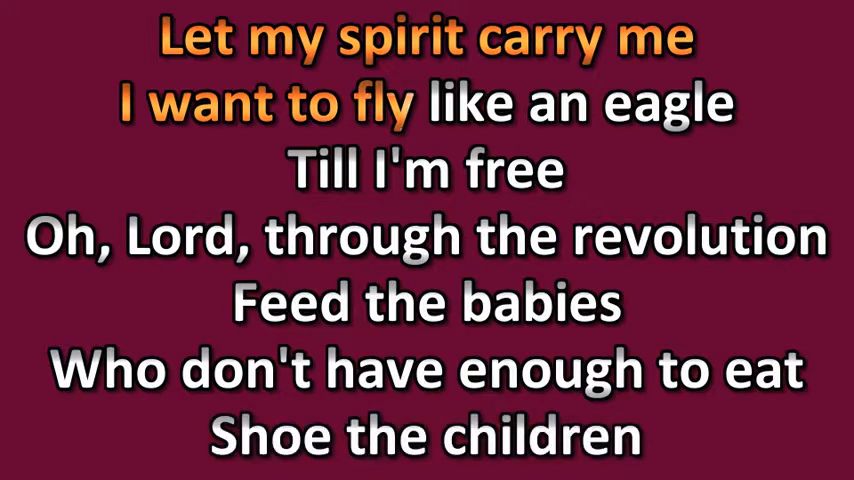 Let my spirit carry me
I want to fly like an eagle
Till I'm free
Oh, Lord, through the revolution
Feed the babies
Who don't have enough to eat
Shoe the children